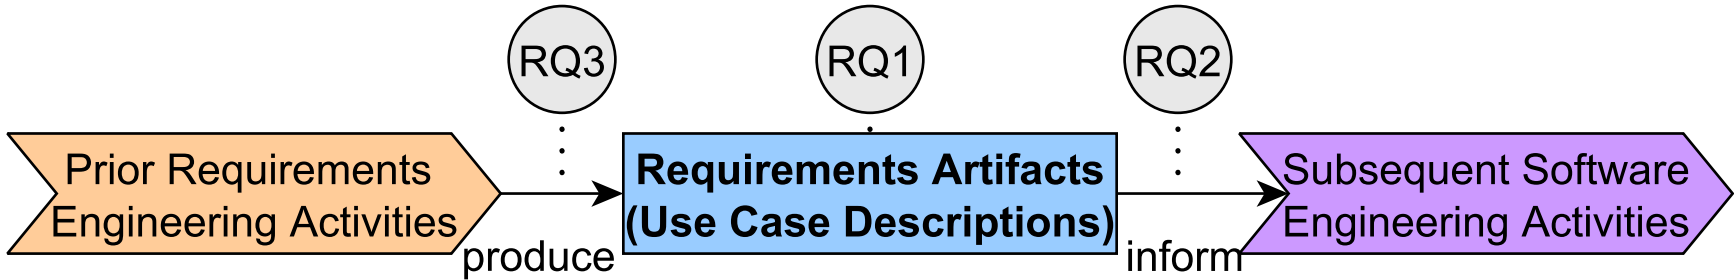 RQ3
RQ1
RQ2
Prior Requirements
Engineering Activities
produce
Requirements Artifacts
(Use Case Descriptions)
inform
Subsequent Software
Engineering Activities